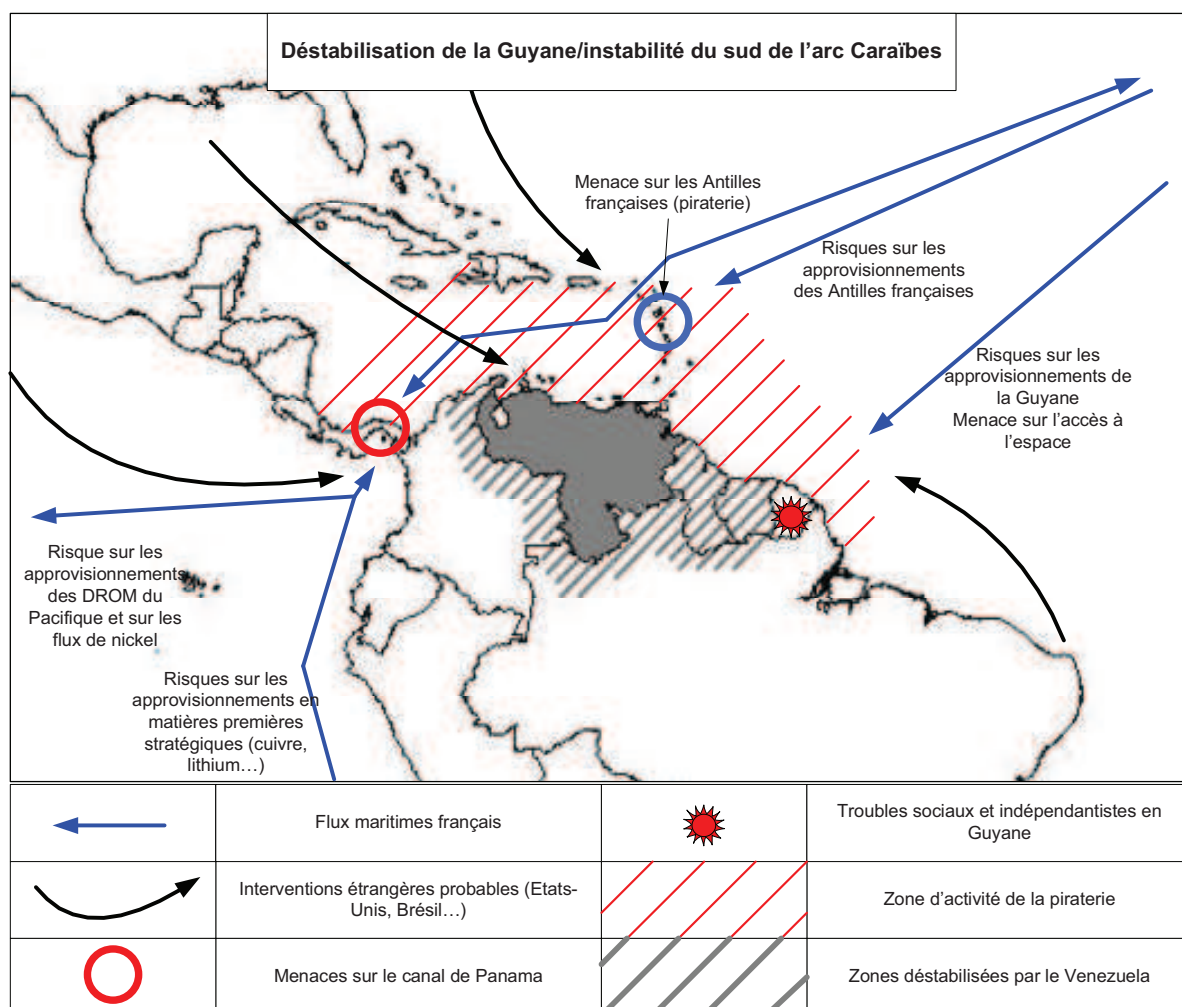 Déstabilisation de la Guyane/instabilité du sud de l’arc Caraïbes
Menace sur les Antilles
françaises (piraterie)
Risques sur les
approvisionnements
des Antilles françaises
Risques sur les
approvisionnements de
la Guyane
Menace sur l’accès à
l’espace
Risque sur les
approvisionnements
des DROM du
Pacifique et sur les
flux de nickel
Risques sur les
approvisionnements en
matières premières
stratégiques (cuivre,
lithium…)
Flux maritimes français
Troubles sociaux et indépendantistes en
Guyane
Interventions étrangères probables (Etats-
Unis, Brésil…)
Zone d’activité de la piraterie
Menaces sur le canal de Panama
Zones déstabilisées par le Venezuela